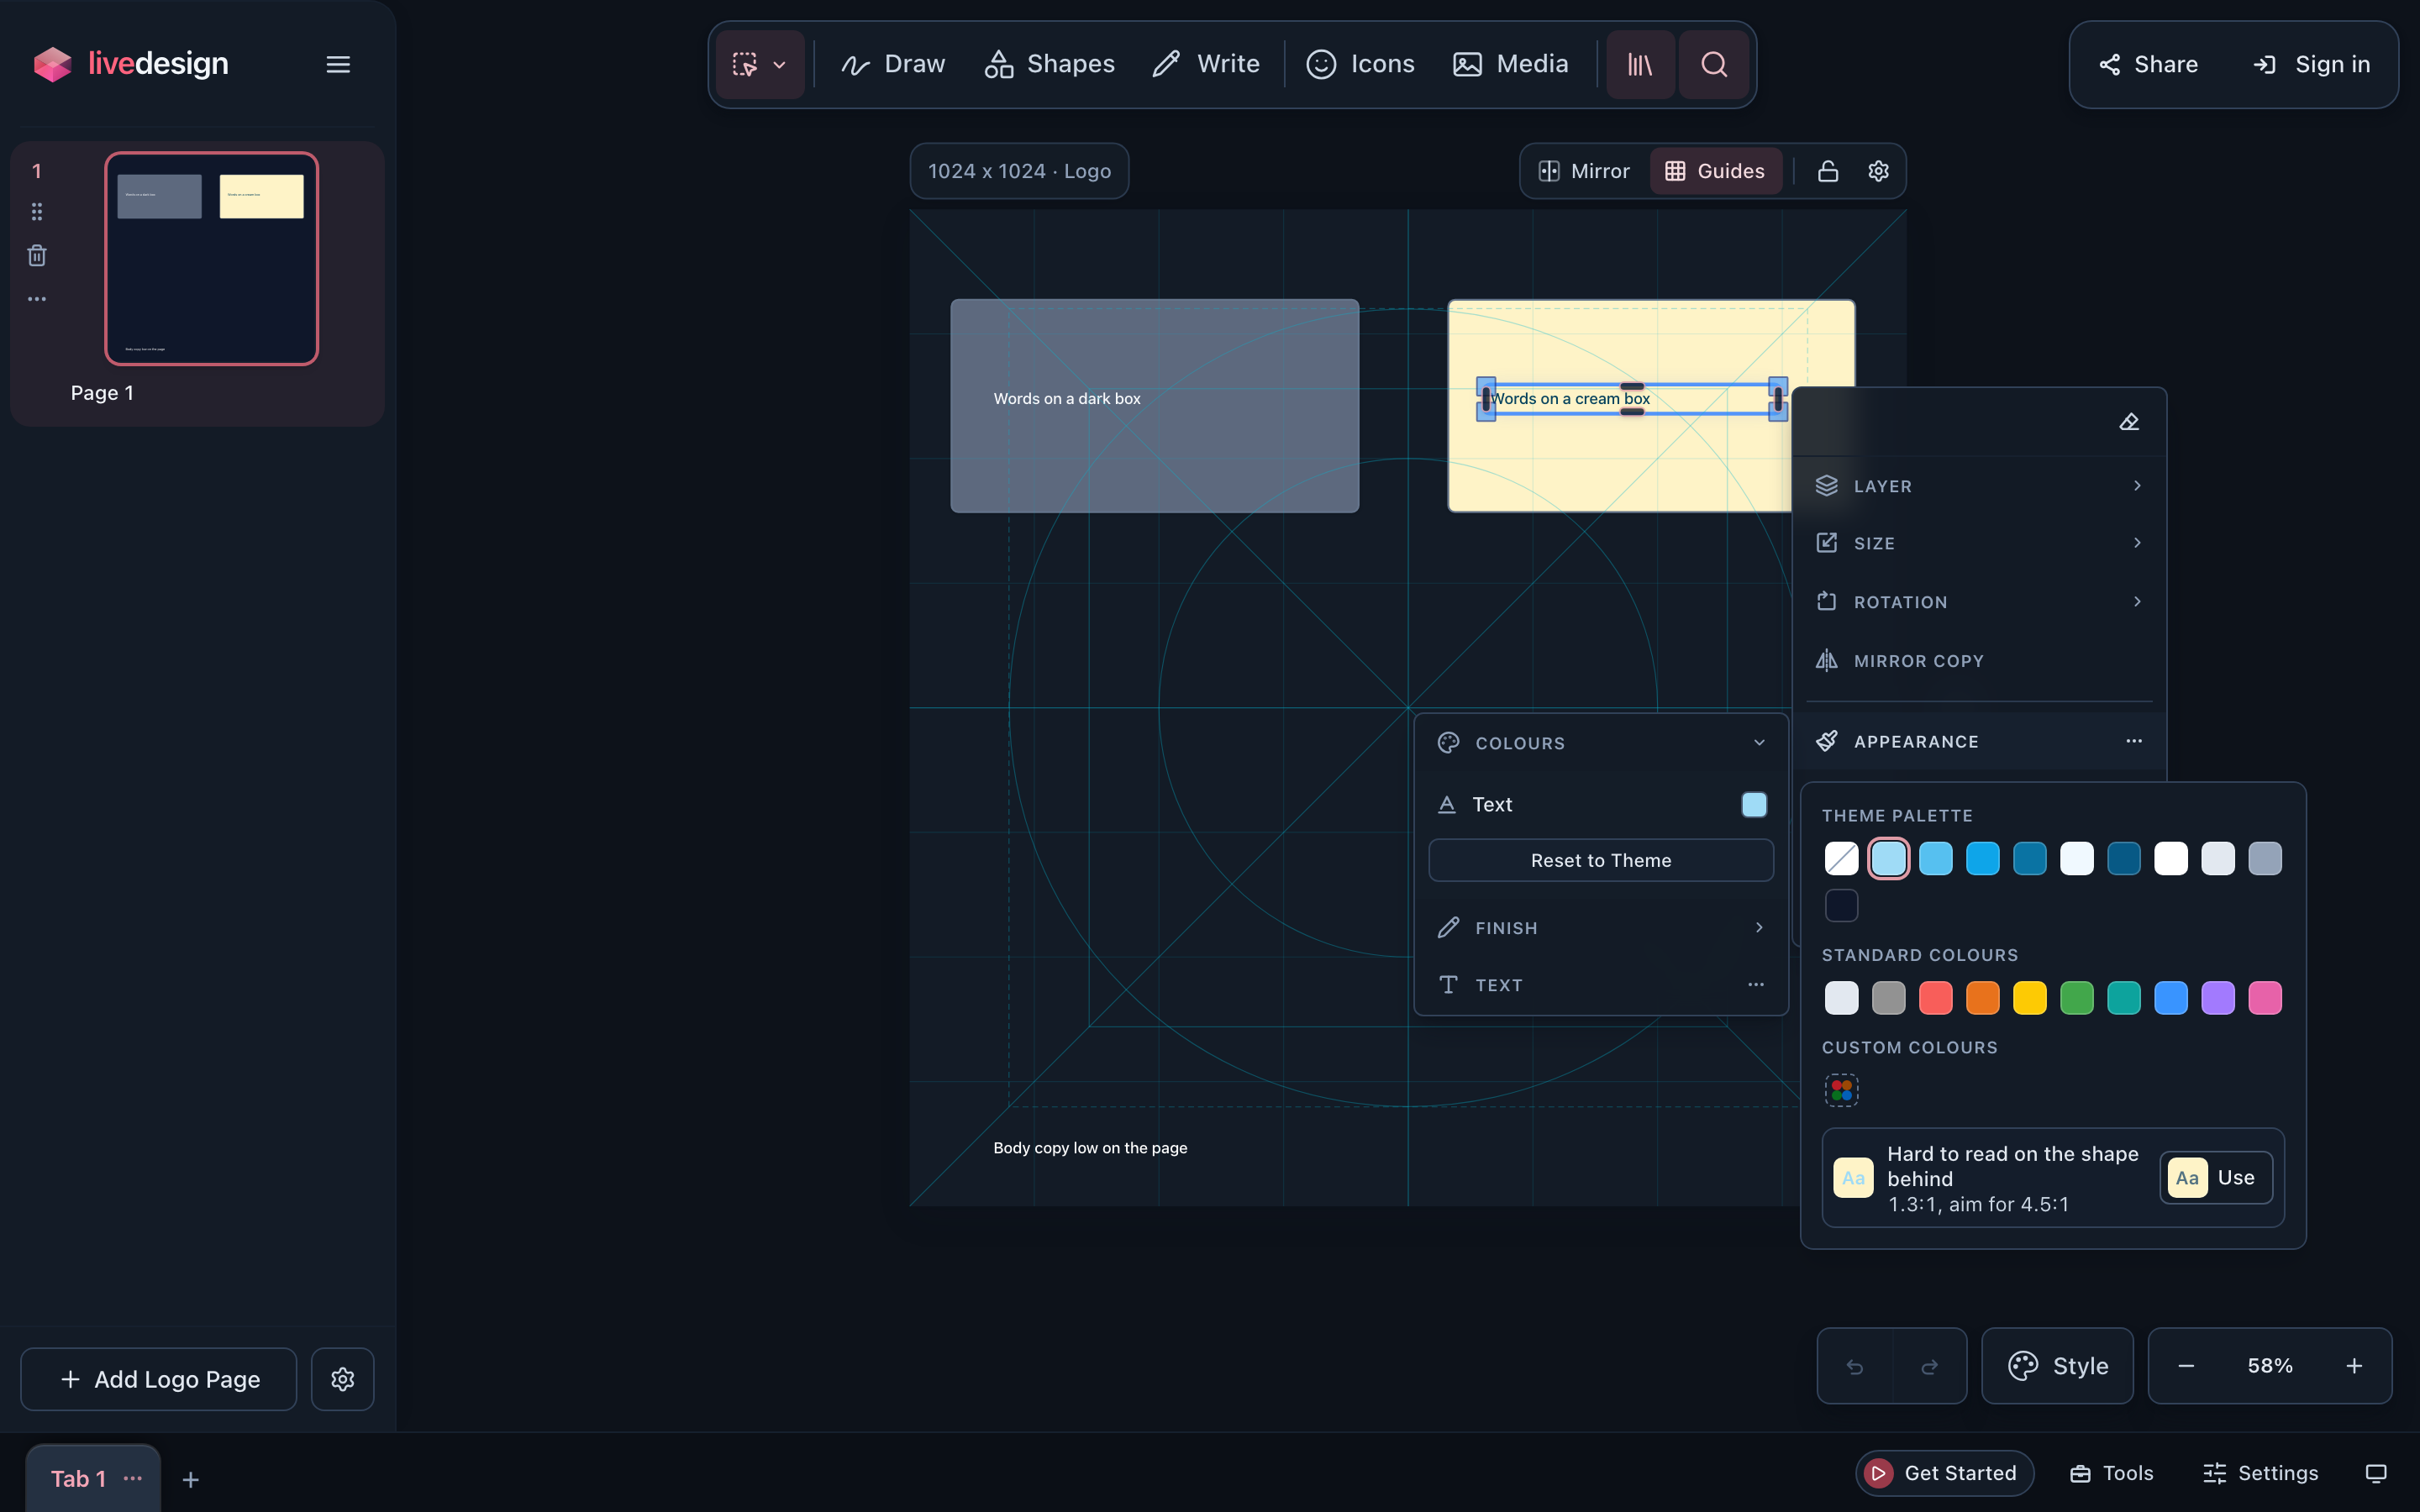 livedesign
Draw
Shapes
Write
Icons
Media
Share
Sign in
1
Page 1
1024 x 1024 · Logo
Mirror
Guides
Words on a dark box
Words on a cream box
Body copy low on the page
LAYER
SIZE
ROTATION
MIRROR COPY
APPEARANCE
COLOURS
Text
Reset to Theme
FINISH
TEXT
THEME PALETTE
STANDARD COLOURS
CUSTOM COLOURS
Aa
Hard to read on the shape
behind
1.3:1, aim for 4.5:1
Aa Use
Add Logo Page
Style
58%
Tab 1
Get Started
Tools
Settings